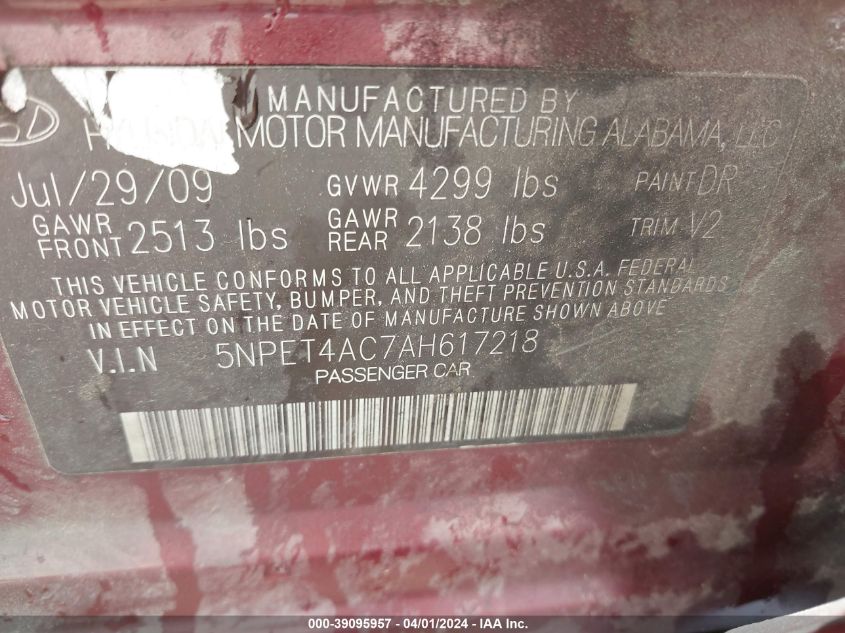 MANUFACTURED BY
MOTOR MANUFACTURING ALABAMA, LLC
Jul/29/09 GVWR 4299 lbs PAINT DR
GAWR FRONT 2513 lbs GAWR REAR 2138 lbs TRIM V2
THIS VEHICLE CONFORMS TO ALL APPLICABLE U.S.A. FEDERAL
MOTOR VEHICLE SAFETY, BUMPER, AND THEFT PREVENTION STANDARDS
IN EFFECT ON THE DATE OF MANUFACTURE SHOWN ABOVE
V.I.N 5NPET4AC7AH617218
PASSENGER CAR
000-39095957 - 04/01/2024 - IAA Inc.